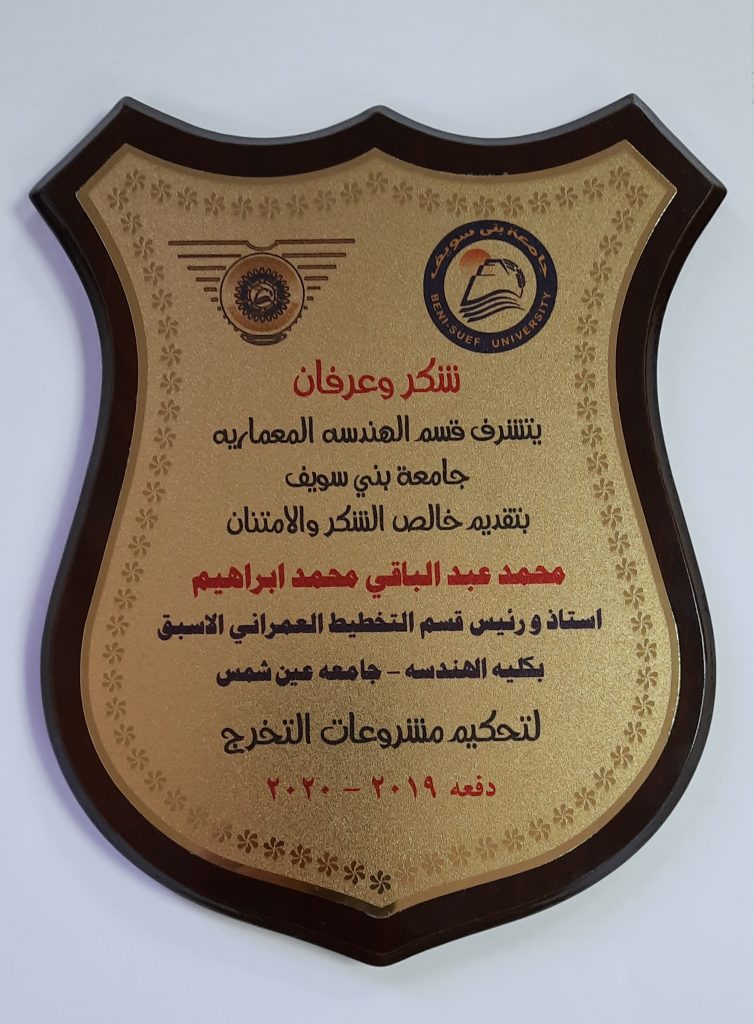 جامعة بنى سويف
BENI-SUEF UNIVERSITY
شكر وعرفان
يتشرف قسم الهندسه المعماريه
جامعة بني سويف
بتقديم خالص الشكر والامتنان
محمد عبد الباقي محمد ابراهيم
استاذ و رئيس قسم التخطيط العمراني الاسبق
بكليه الهندسه – جامعه عين شمس
لتحكيم مشروعات التخرج
دفعه ٢٠١٩ – ٢٠٢٠